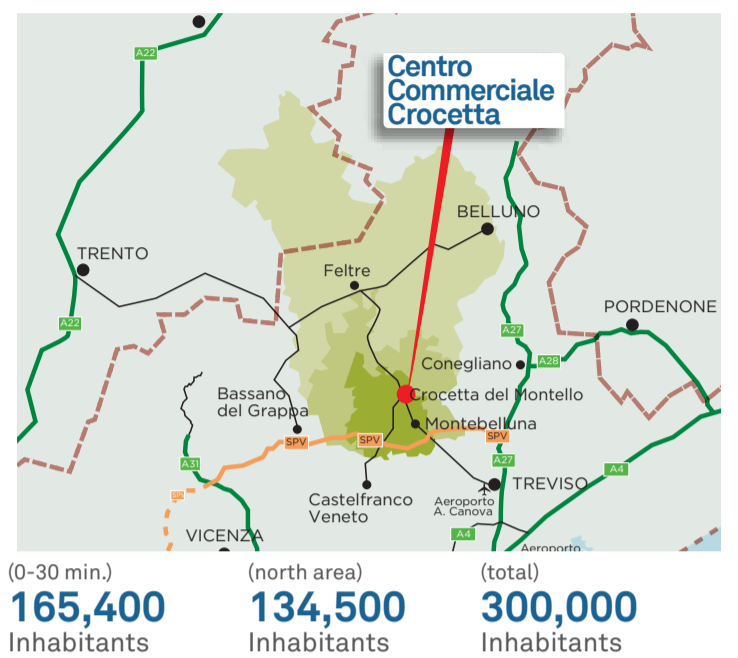 A22
Centro
Commerciale
Crocetta
BELLUNO
TRENTO
Feltre
PORDENONE
A22
A27
Conegliano
A28
Bassano
del Grappa
Crocetta del Montello
Montebelluna
SPV
SPV
SPV
A31
A27
A4
TREVISO
SPV
Castelfranco
Veneto
Aeroporto
A. Canova
VICENZA
A4
Aeroporto
(0-30 min.)
165,400
Inhabitants
(north area)
134,500
Inhabitants
(total)
300,000
Inhabitants